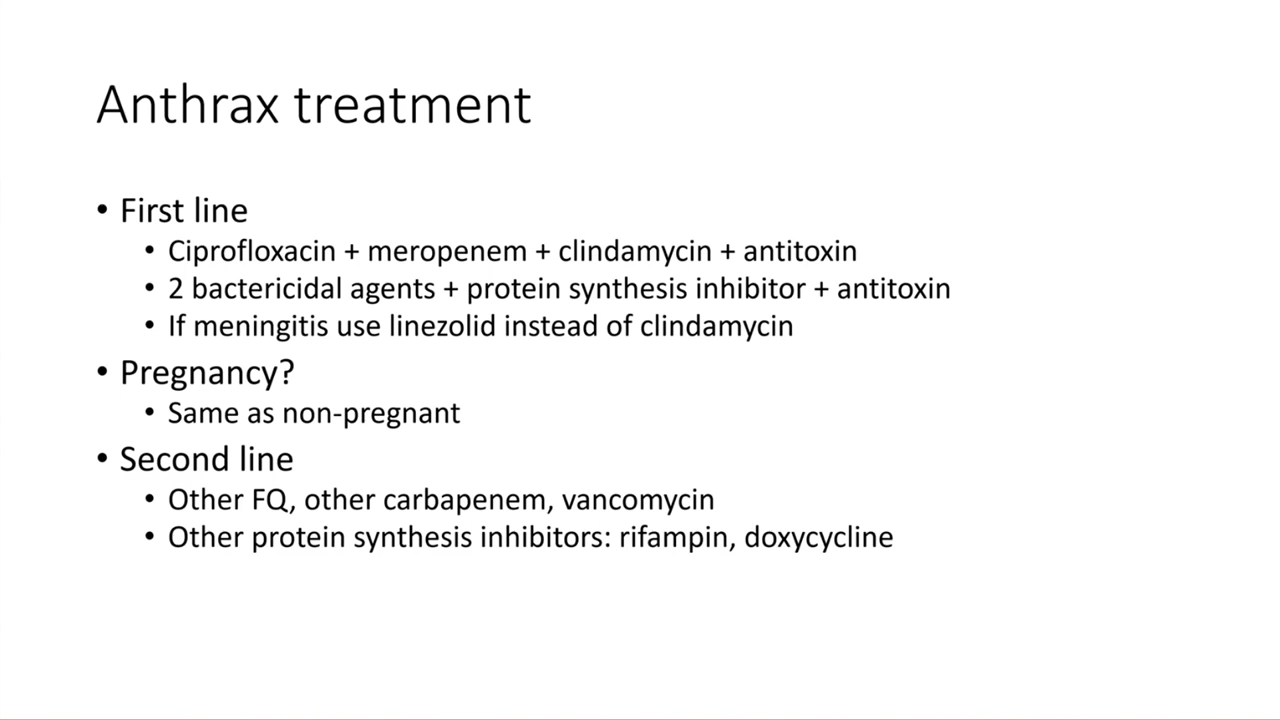 Anthrax treatment
• First line
• Ciprofloxacin + meropenem + clindamycin + antitoxin
• 2 bactericidal agents + protein synthesis inhibitor + antitoxin
• If meningitis use linezolid instead of clindamycin
• Pregnancy?
• Same as non-pregnant
• Second line
• Other FQ, other carbapenem, vancomycin
• Other protein synthesis inhibitors: rifampin, doxycycline